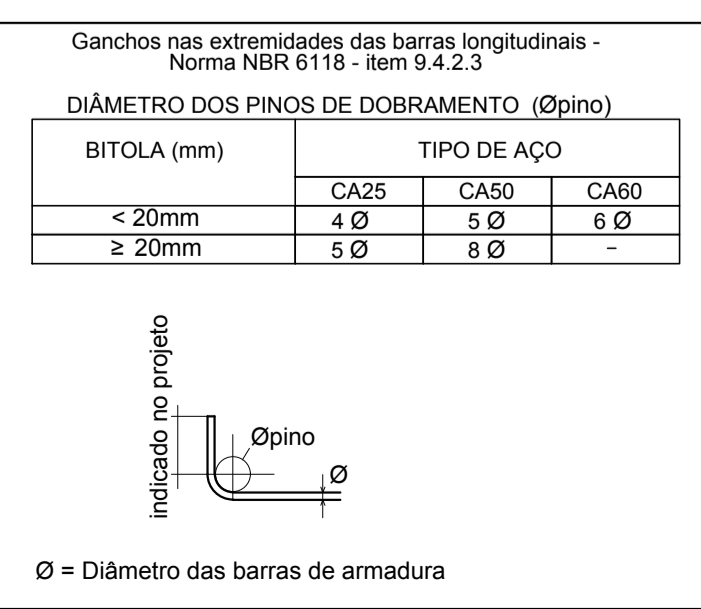 Ganchos nas extremidades das barras longitudinais -
Norma NBR 6118 - item 9.4.2.3
DIÂMETRO DOS PINOS DE DOBRAMENTO (Øpino)
BITOLA (mm) TIPO DE AÇO
CA25 CA50 CA60
< 20mm 4 Ø 5 Ø 6 Ø
≥ 20mm 5 Ø 8 Ø -
indicado no projeto
Øpino
Ø
Ø = Diâmetro das barras de armadura